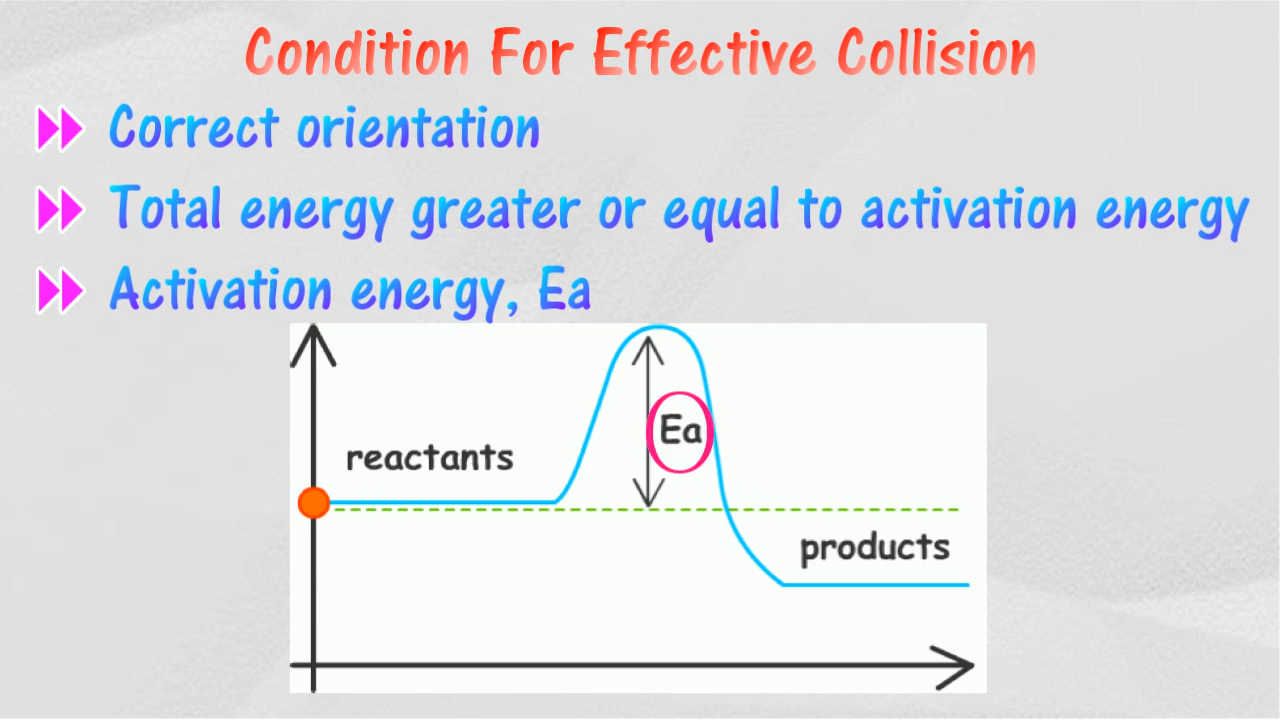 Condition For Effective Collision
Correct orientation
Total energy greater or equal to activation energy
Activation energy, Ea
Ea
reactants
products